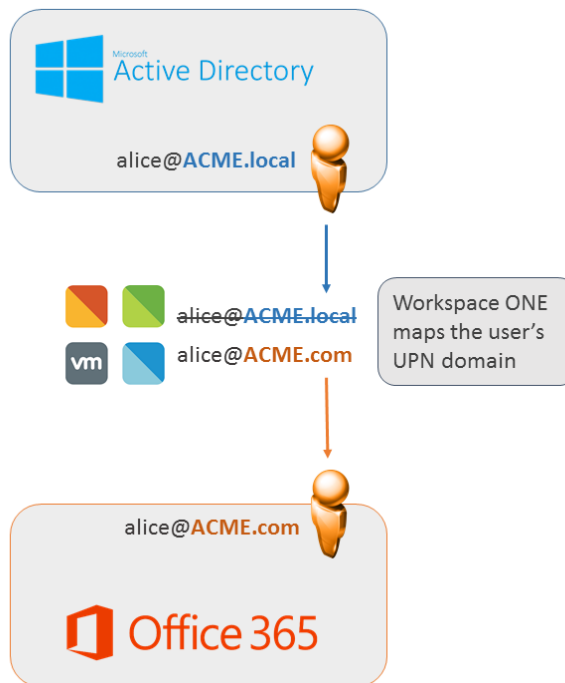 Microsoft
Active Directory
alice@ACME.local
alice@ACME.local
alice@ACME.com
vm
Workspace ONE
maps the user's
UPN domain
alice@ACME.com
Office 365